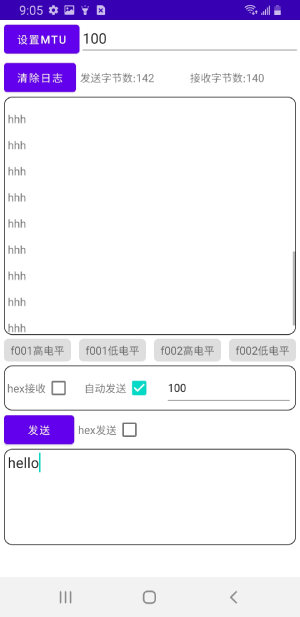 9:05
设置MTU 100
清除日志 发送字节数:142 接收字节数:140
hhh
hhh
hhh
hhh
hhh
hhh
hhh
hhh
hhh
f001高电平 f001低电平 f002高电平 f002低电平
hex接收 自动发送 100
发送 hex发送
hello